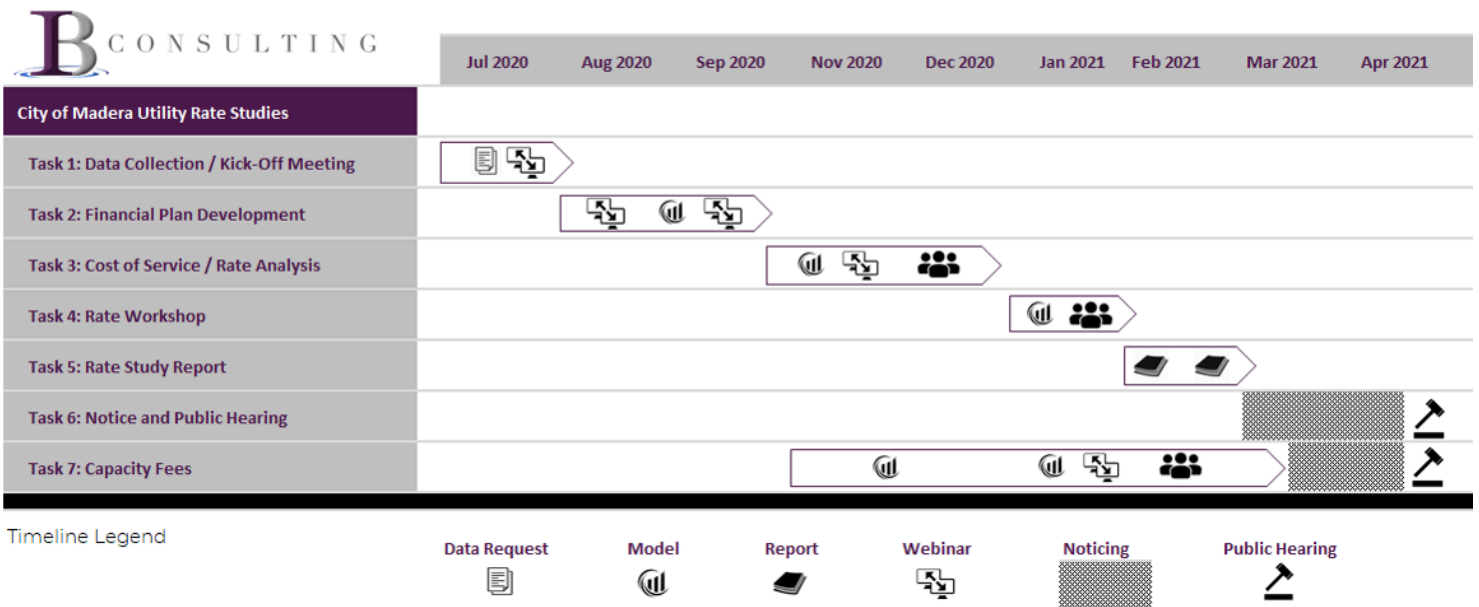 B CONSULTING
Jul 2020 Aug 2020 Sep 2020 Nov 2020 Dec 2020 Jan 2021 Feb 2021 Mar 2021 Apr 2021
City of Madera Utility Rate Studies
Task 1: Data Collection / Kick-Off Meeting
Task 2: Financial Plan Development
Task 3: Cost of Service / Rate Analysis
Task 4: Rate Workshop
Task 5: Rate Study Report
Task 6: Notice and Public Hearing
Task 7: Capacity Fees
Timeline Legend
Data Request Model Report Webinar Noticing Public Hearing